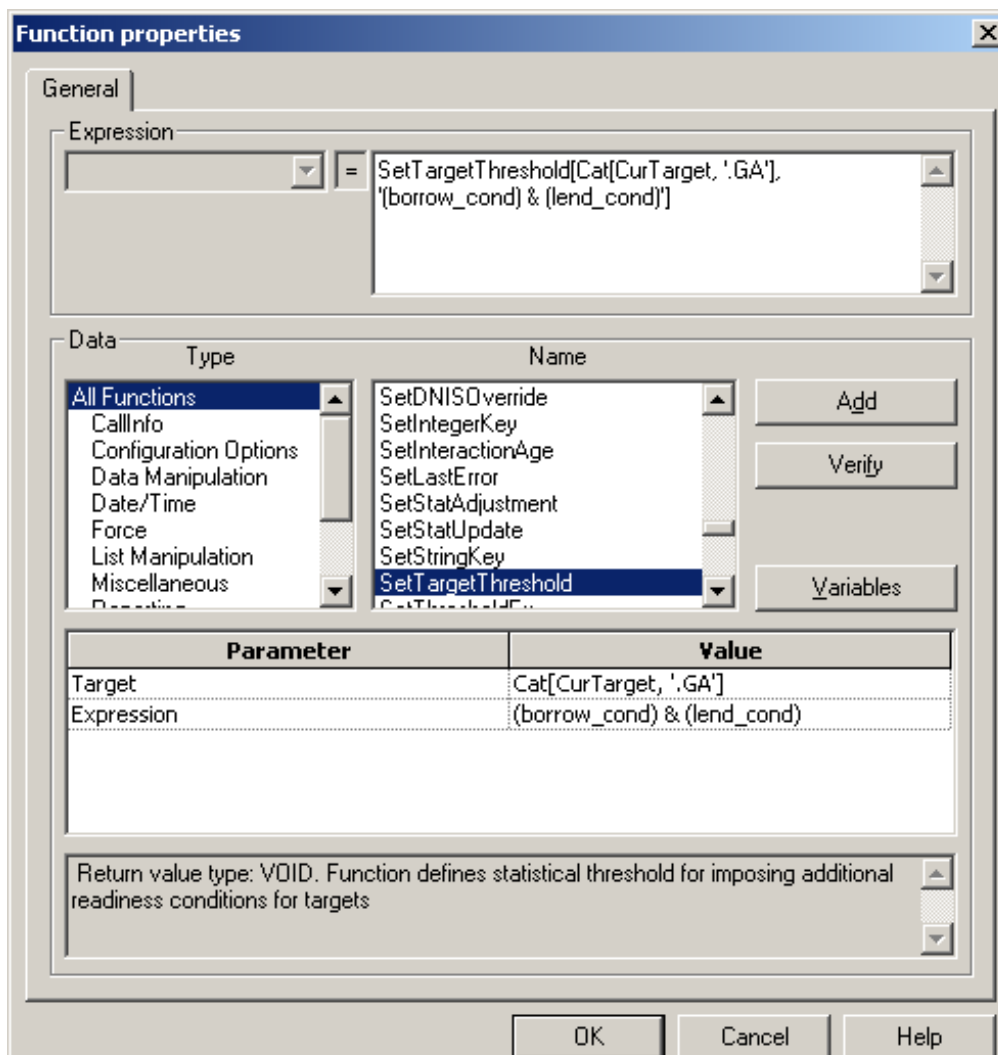 Function properties
General
Expression
=
SetTargetThreshold[Cat[CurTarget, '.GA'],
'(borrow_cond) & (lend_cond)']
Data
Type
Name
All Functions
CallInfo
Configuration Options
Data Manipulation
Date/Time
Force
List Manipulation
Miscellaneous
Reporting
SetDNISOverride
SetIntegerKey
SetInteractionAge
SetLastError
SetStatAdjustment
SetStatUpdate
SetStringKey
SetTargetThreshold
SetThresholdEx
Add
Verify
Variables
Parameter Value
Target Cat[CurTarget, '.GA']
Expression (borrow_cond) & (lend_cond)
Return value type: VOID. Function defines statistical threshold for imposing additional
readiness conditions for targets
OK Cancel Help